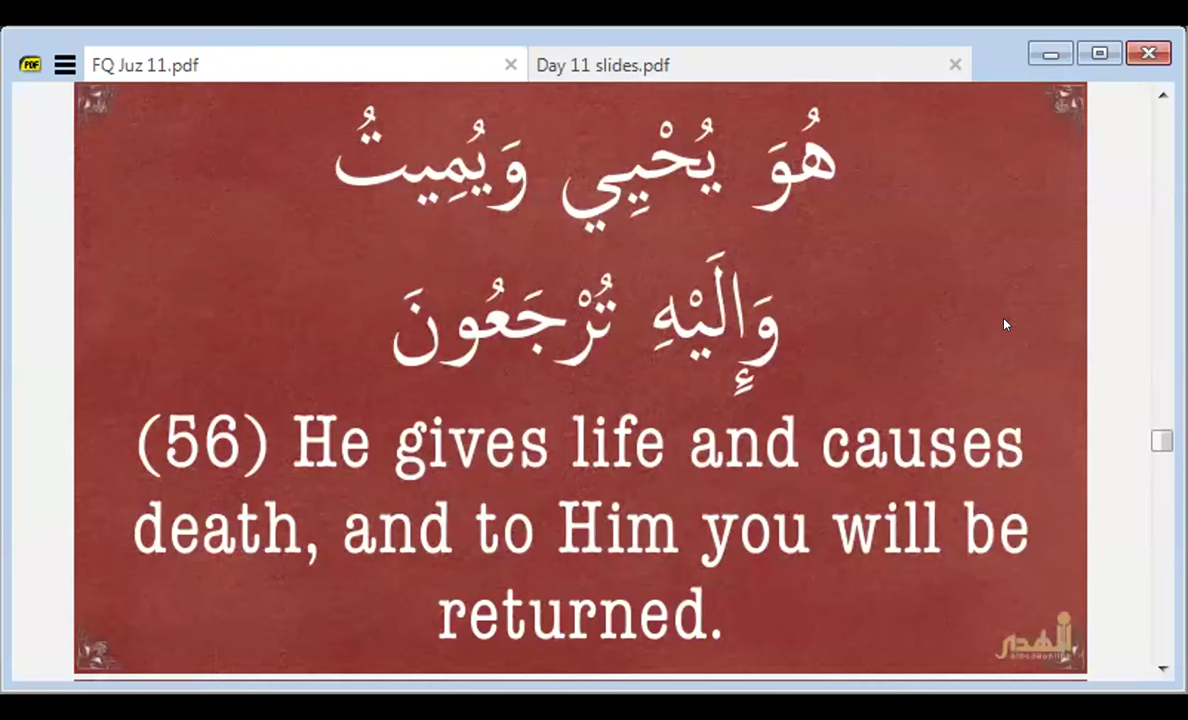 FQ Juz 11.pdf
Day 11 slides.pdf
هُوَ يُحْيِي وَيُمِيتُ
وَإِلَيْهِ تُرْجَعُونَ
(56) He gives life and causes
death, and to Him you will be
returned.
الهدى